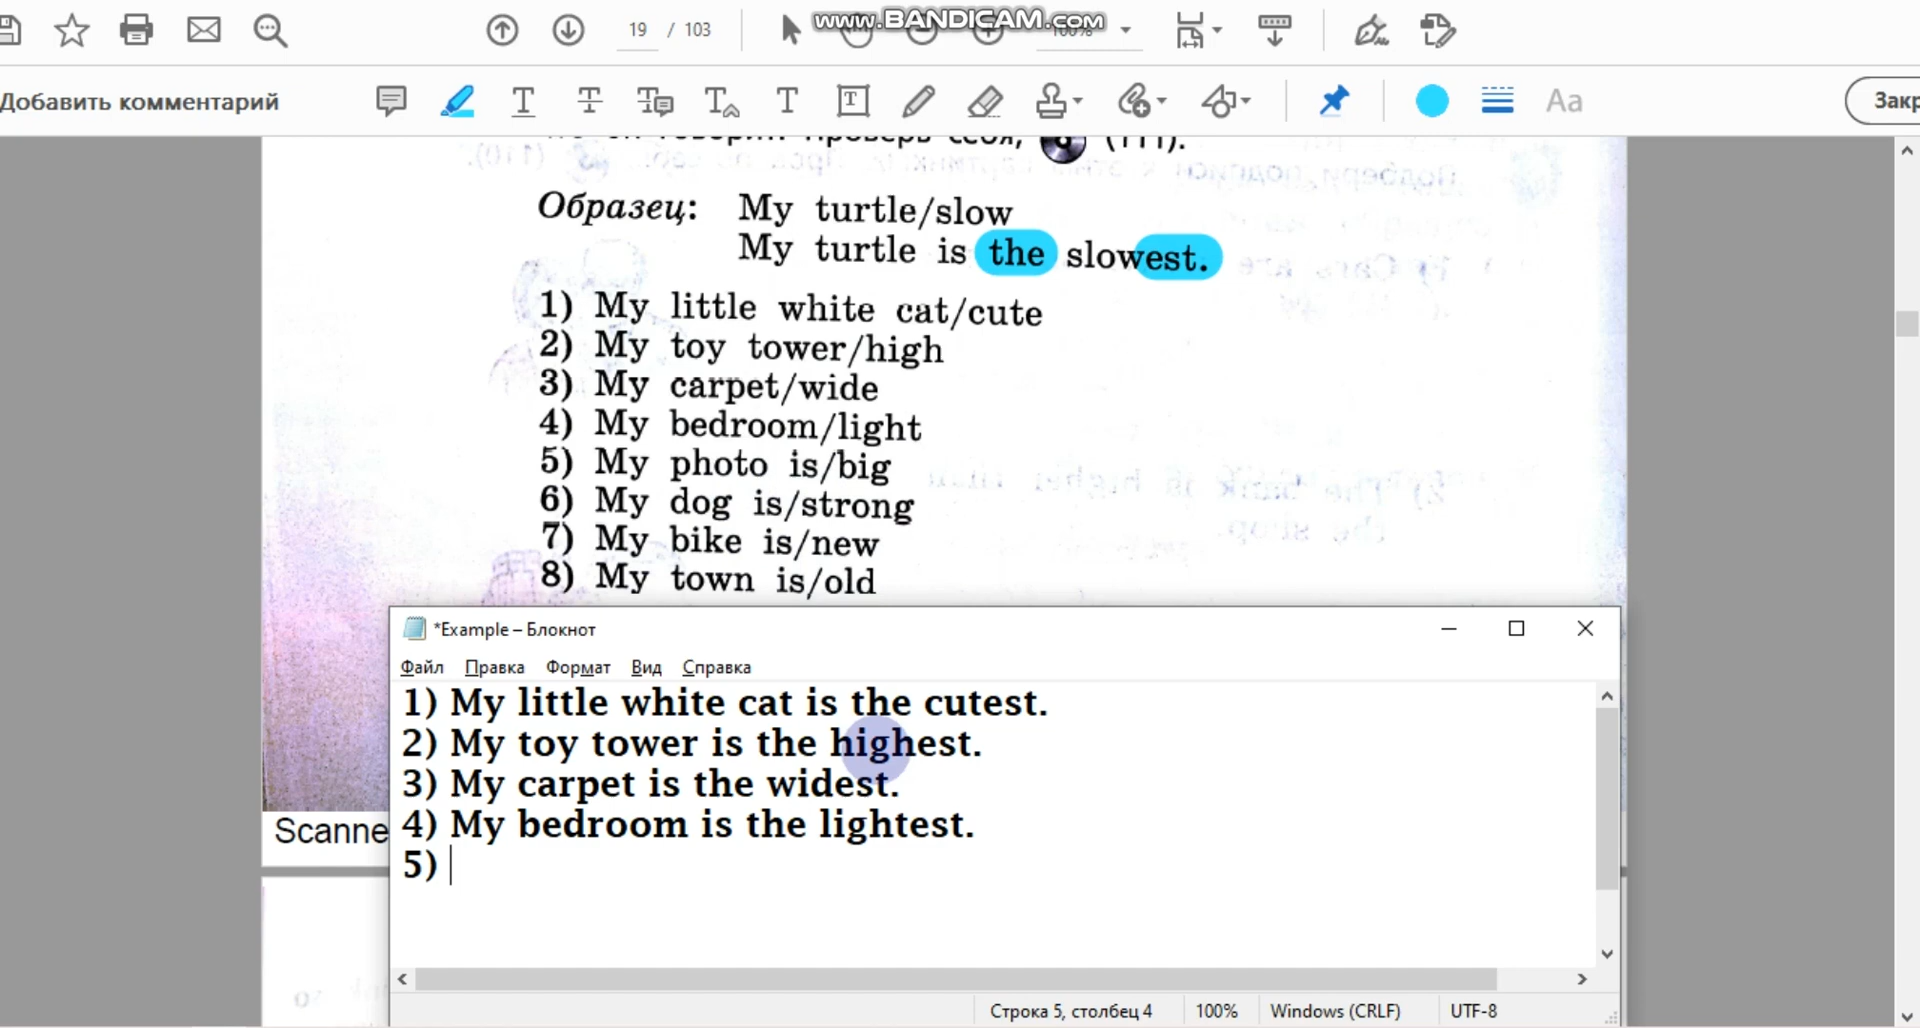 19 / 103
www.BANDICAM.com
100%
Добавить комментарий
T T T T T Aa
(111).
Образец: My turtle/slow
My turtle is the slowest.
1) My little white cat/cute
2) My toy tower/high
3) My carpet/wide
4) My bedroom/light
5) My photo is/big
6) My dog is/strong
7) My bike is/new
8) My town is/old
*Example – Блокнот
Файл Правка Формат Вид Справка
1) My little white cat is the cutest.
2) My toy tower is the highest.
3) My carpet is the widest.
4) My bedroom is the lightest.
5)
Scanne
Строка 5, столбец 4 100% Windows (CRLF) UTF-8